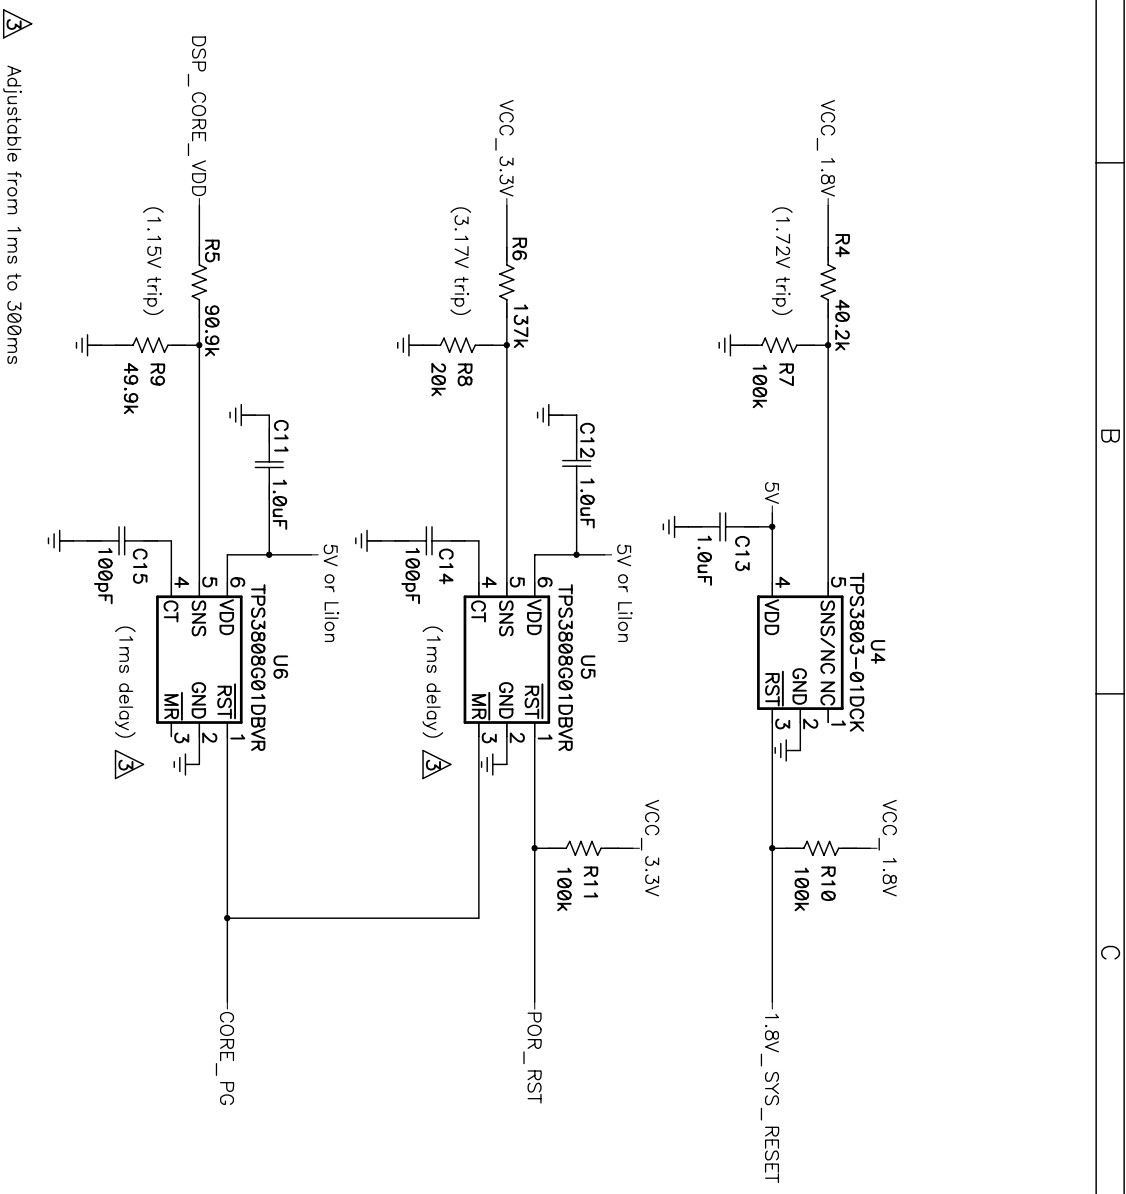 B
C
VCC_1.8V
R4
40.2k
(1.72V trip)
R7
100k
5V
C13
1.0uF
U4
TPS3803-01DCK
5
4
SNS/NC
NC
VDD
GND
RST
1
2
3
VCC_1.8V
R10
100k
1.8V_SYS_RESET
VCC_3.3V
R6
137k
(3.17V trip)
R8
20k
C12
1.0uF
5V or LiIon
C14
100pF
U5
TPS3808G01DBVR
6
5
4
VDD
SNS
CT
RST
GND
MR
1
2
3
(1ms delay)
3
VCC_3.3V
R11
100k
POR_RST
DSP_CORE_VDD
R5
90.9k
(1.15V trip)
R9
49.9k
C11
1.0uF
5V or LiIon
C15
100pF
U6
TPS3808G01DBVR
6
5
4
VDD
SNS
CT
RST
GND
MR
1
2
3
(1ms delay)
3
CORE_PG
3 Adjustable from 1ms to 300ms